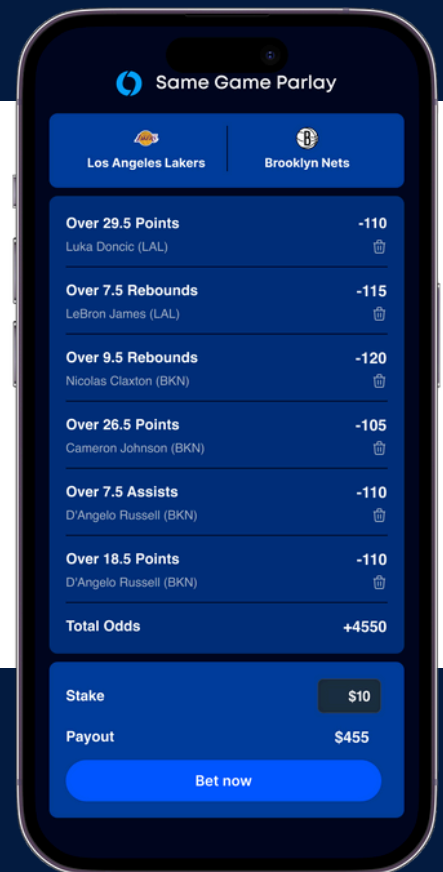 Same Game Parlay
Los Angeles Lakers
Brooklyn Nets
Over 29.5 Points -110
Luka Doncic (LAL)
Over 7.5 Rebounds -115
LeBron James (LAL)
Over 9.5 Rebounds -120
Nicolas Claxton (BKN)
Over 26.5 Points -105
Cameron Johnson (BKN)
Over 7.5 Assists -110
D'Angelo Russell (BKN)
Over 18.5 Points -110
D'Angelo Russell (BKN)
Total Odds +4550
Stake $10
Payout $455
Bet now